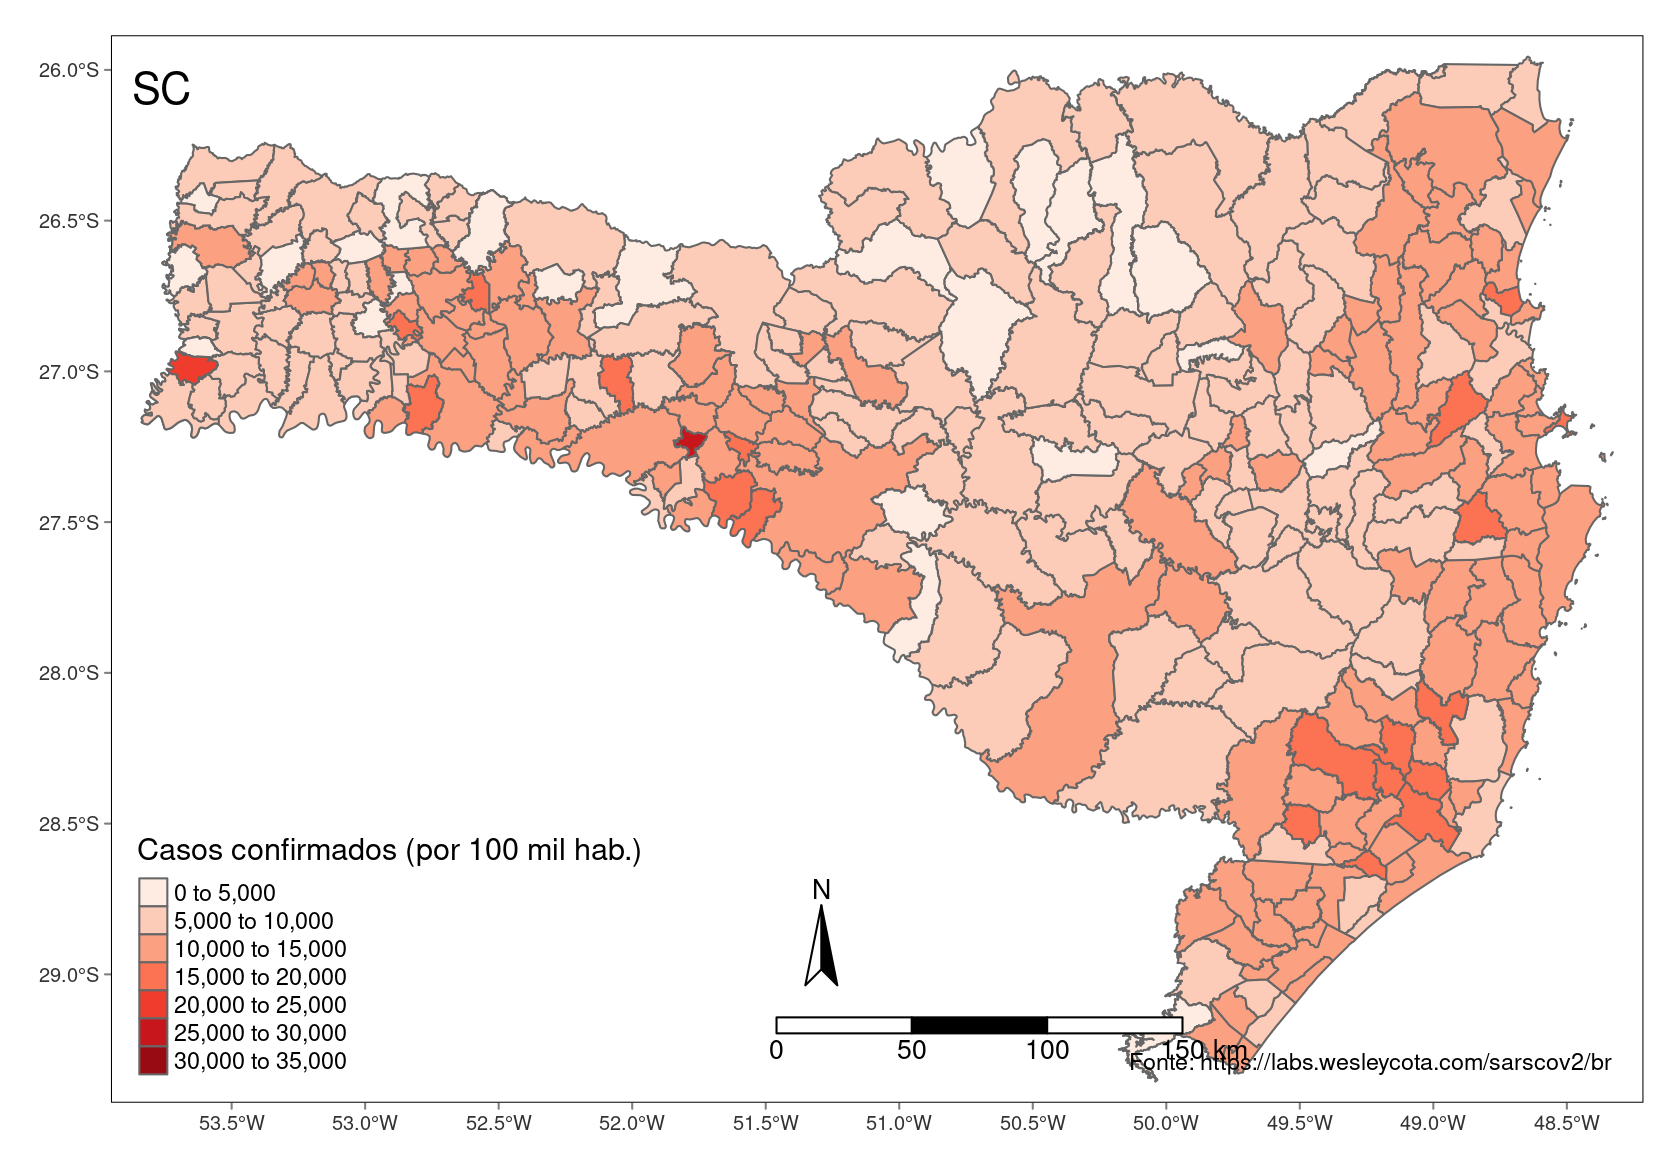 SC
26.0°S
26.5°S
27.0°S
27.5°S
28.0°S
28.5°S
29.0°S
Casos confirmados (por 100 mil hab.)
0 to 5,000
5,000 to 10,000
10,000 to 15,000
15,000 to 20,000
20,000 to 25,000
25,000 to 30,000
30,000 to 35,000
N
0 50 100 150 km
Fonte: https://labs.wesleycota.com/sarscov2/br
53.5°W 53.0°W 52.5°W 52.0°W 51.5°W 51.0°W 50.5°W 50.0°W 49.5°W 49.0°W 48.5°W